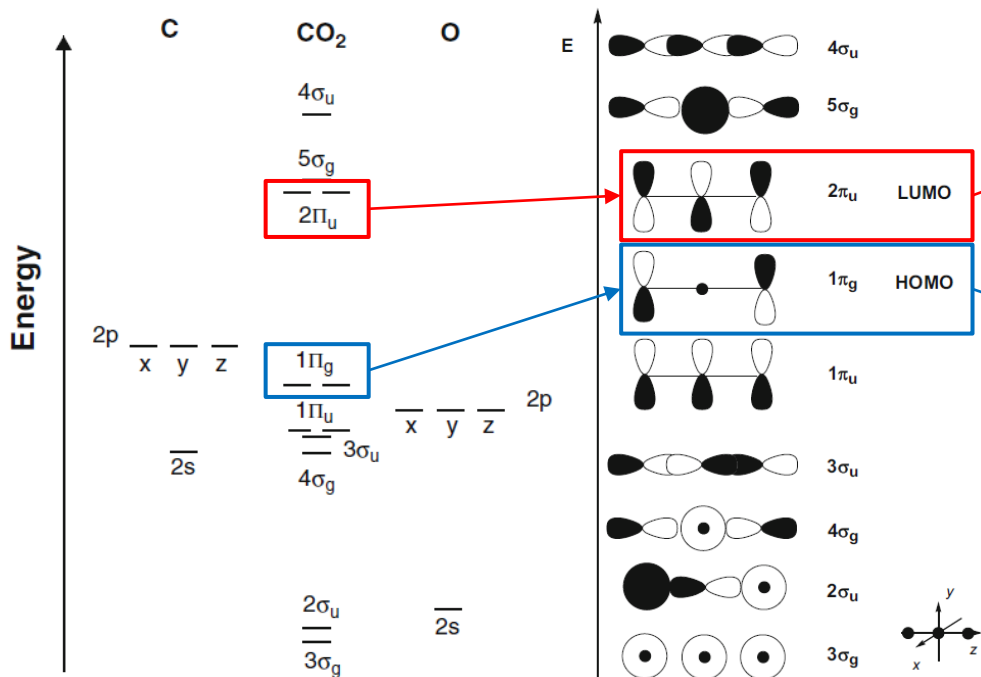 C
CO₂
O
Energy
4σu
5σg
2Πu
2p
x y z
1Πg
1Πu
2s
3σu
4σg
x y z
2p
2σu
3σg
2s
E
4σu
5σg
2πu LUMO
1πg HOMO
1πu
3σu
4σg
2σu
3σg
y
z
x